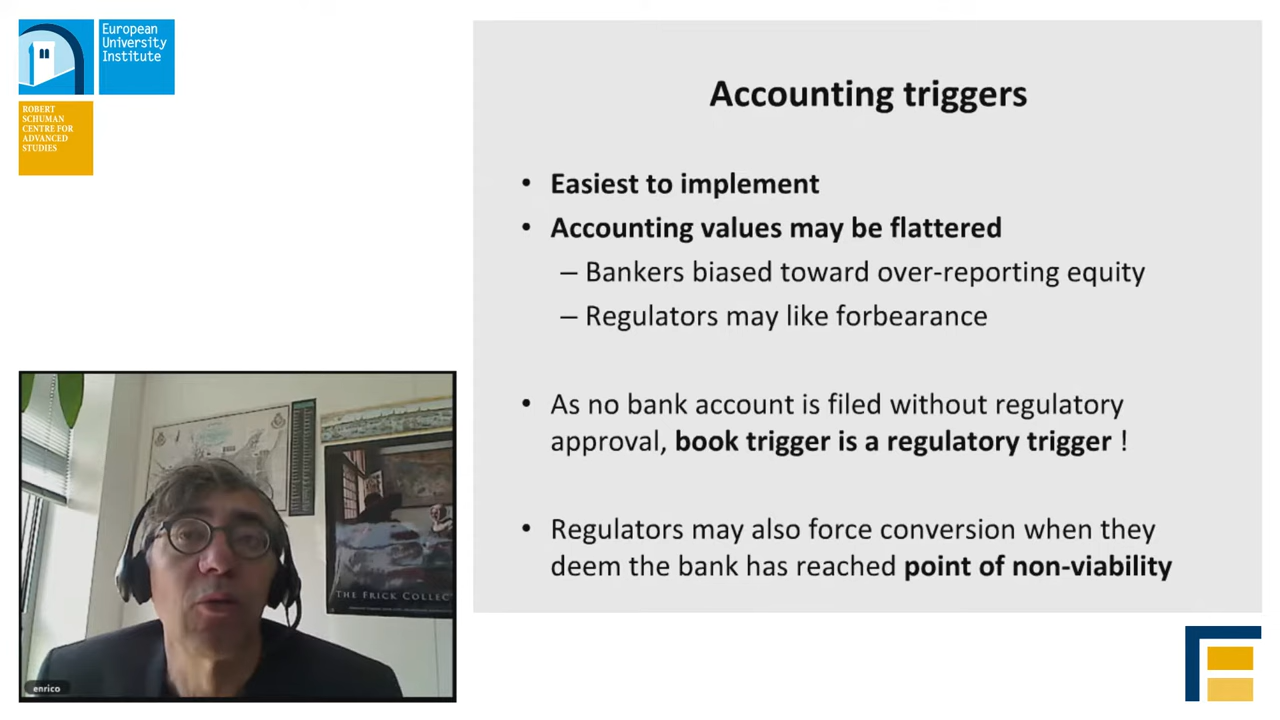 European
University
Institute
ROBERT
SCHUMAN
CENTRE FOR
ADVANCED
STUDIES
Accounting triggers
• Easiest to implement
• Accounting values may be flattered
– Bankers biased toward over-reporting equity
– Regulators may like forbearance
• As no bank account is filed without regulatory
approval, book trigger is a regulatory trigger !
• Regulators may also force conversion when they
deem the bank has reached point of non-viability
THE FRICK COLLEC
enrico